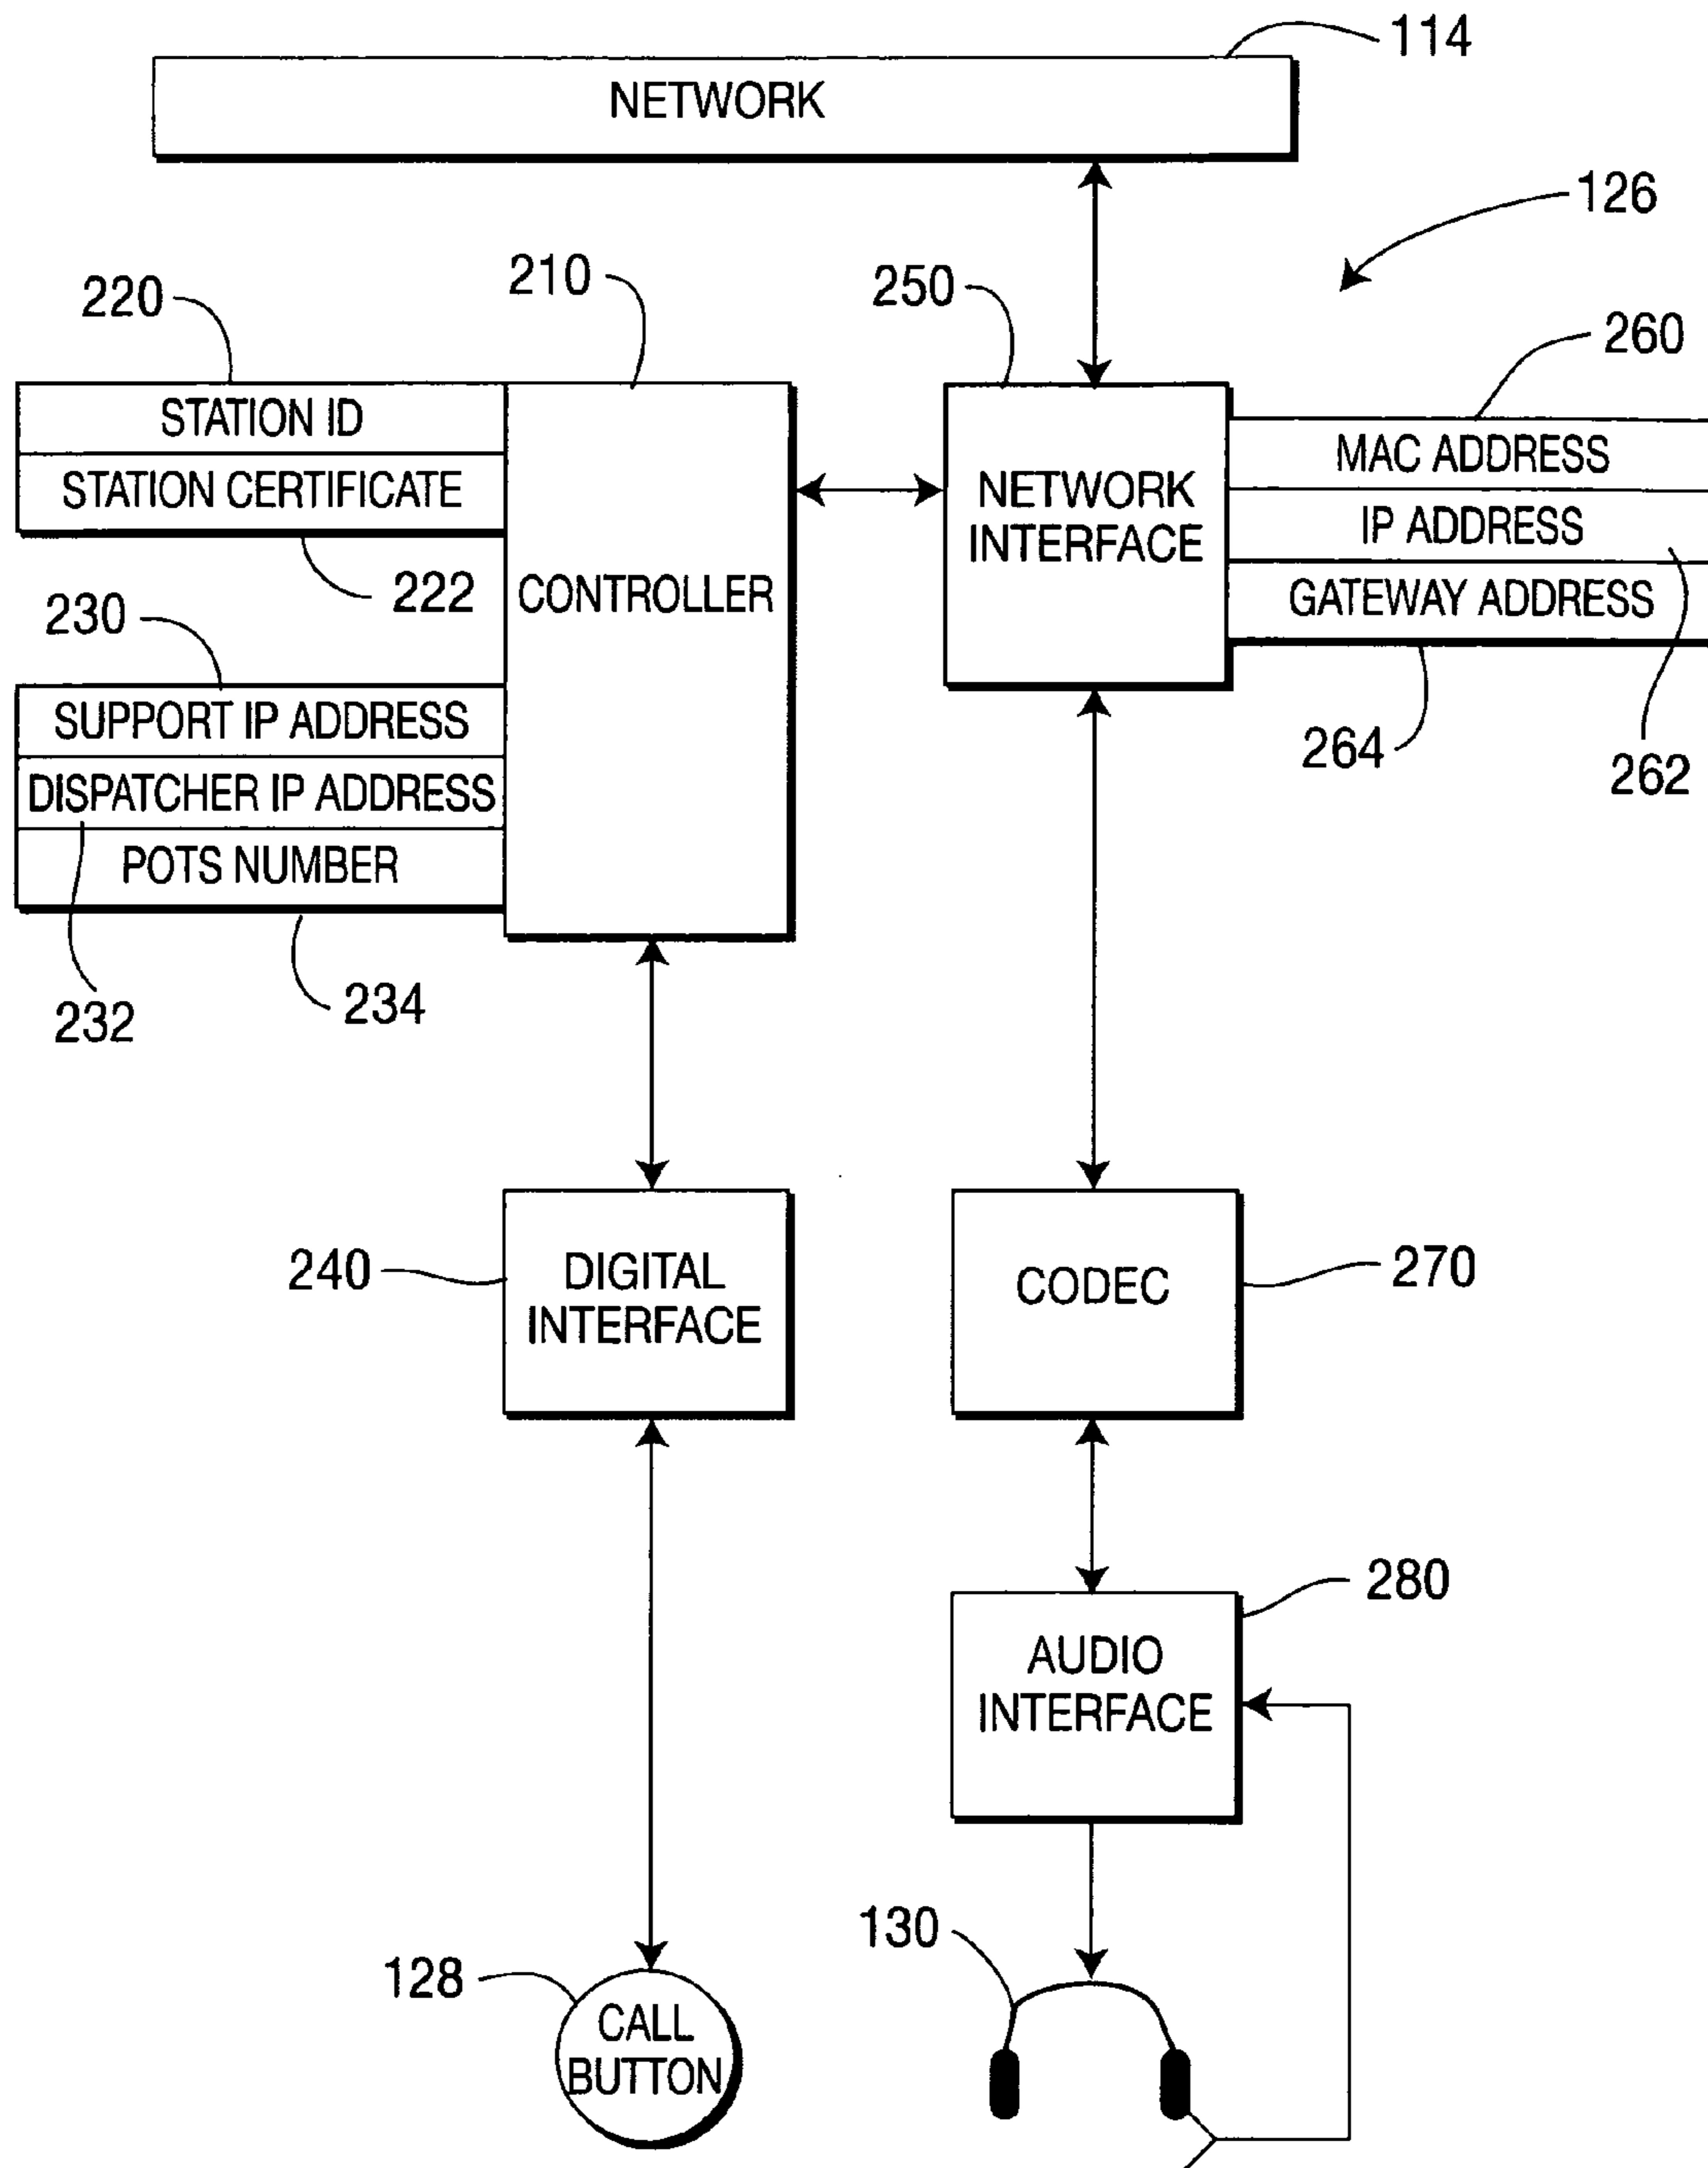 114
NETWORK
126
220
210
250
260
STATION ID
STATION CERTIFICATE
222
CONTROLLER
NETWORK
INTERFACE
MAC ADDRESS
IP ADDRESS
GATEWAY ADDRESS
264
262
230
SUPPORT IP ADDRESS
DISPATCHER IP ADDRESS
POTS NUMBER
232
234
240
DIGITAL
INTERFACE
CODEC
270
280
AUDIO
INTERFACE
130
128
CALL
BUTTON